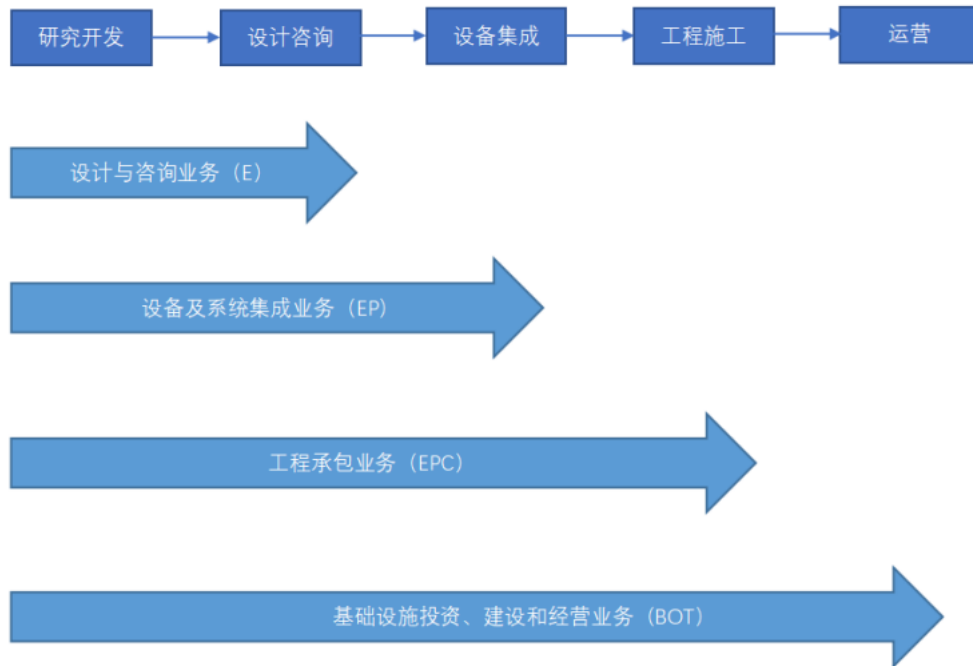 研究开发
设计咨询
设备集成
工程施工
运营
设计与咨询业务（E）
设备及系统集成业务（EP）
工程承包业务（EPC）
基础设施投资、建设和经营业务（BOT）